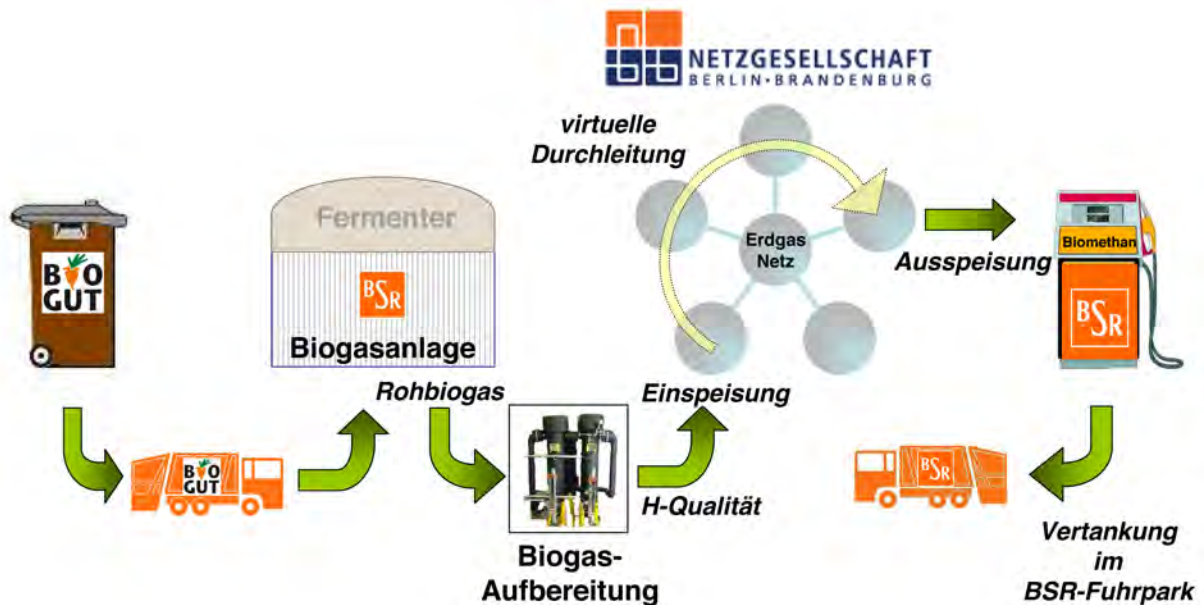 NETZGESELLSCHAFT
BERLIN•BRANDENBURG
virtuelle
Durchleitung
Fermenter
BSR
Biogasanlage
BIO
GUT
Erdgas
Netz
Ausspeisung
Biomethan
BSR
Rohbiogas
Einspeisung
BIO
GUT
H-Qualität
BSR
Biogas-
Aufbereitung
Vertankung
im
BSR-Fuhrpark